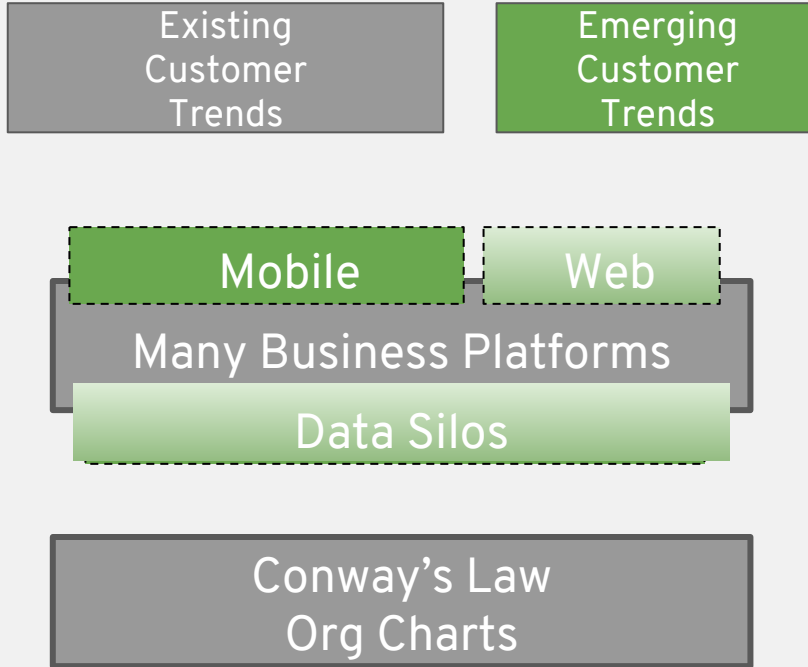 Existing
Customer
Trends
Emerging
Customer
Trends
Mobile
Web
Many Business Platforms
Data Silos
Conway’s Law
Org Charts